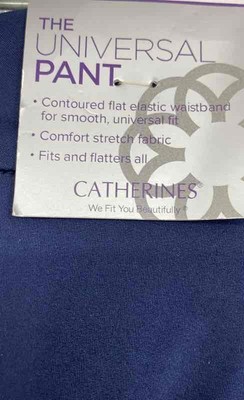 THE
UNIVERSAL
PANT
• Contoured flat elastic waistband
for smooth, universal fit
• Comfort stretch fabric
• Fits and flatters all
CATHERINES
We Fit You Beautifully®